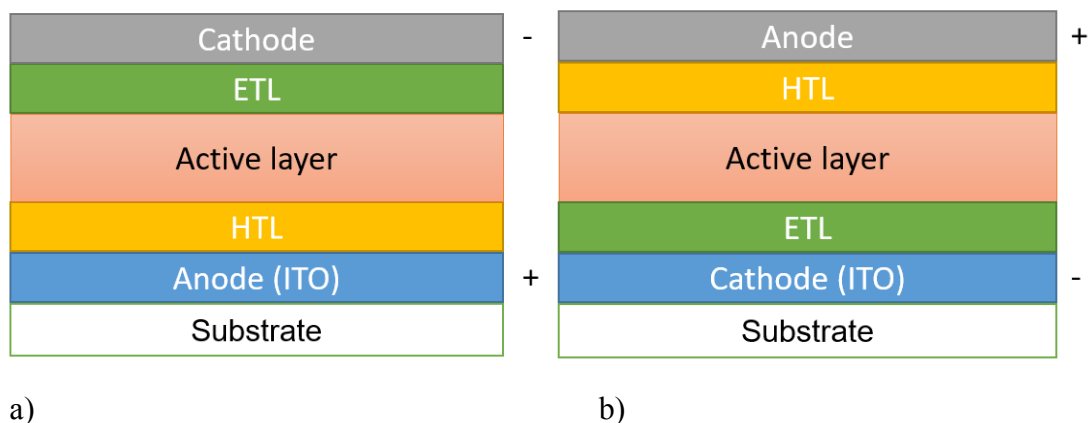 Cathode
-
ETL
Active layer
HTL
Anode (ITO)
+
Substrate
a)
Anode
+
HTL
Active layer
ETL
Cathode (ITO)
-
Substrate
b)